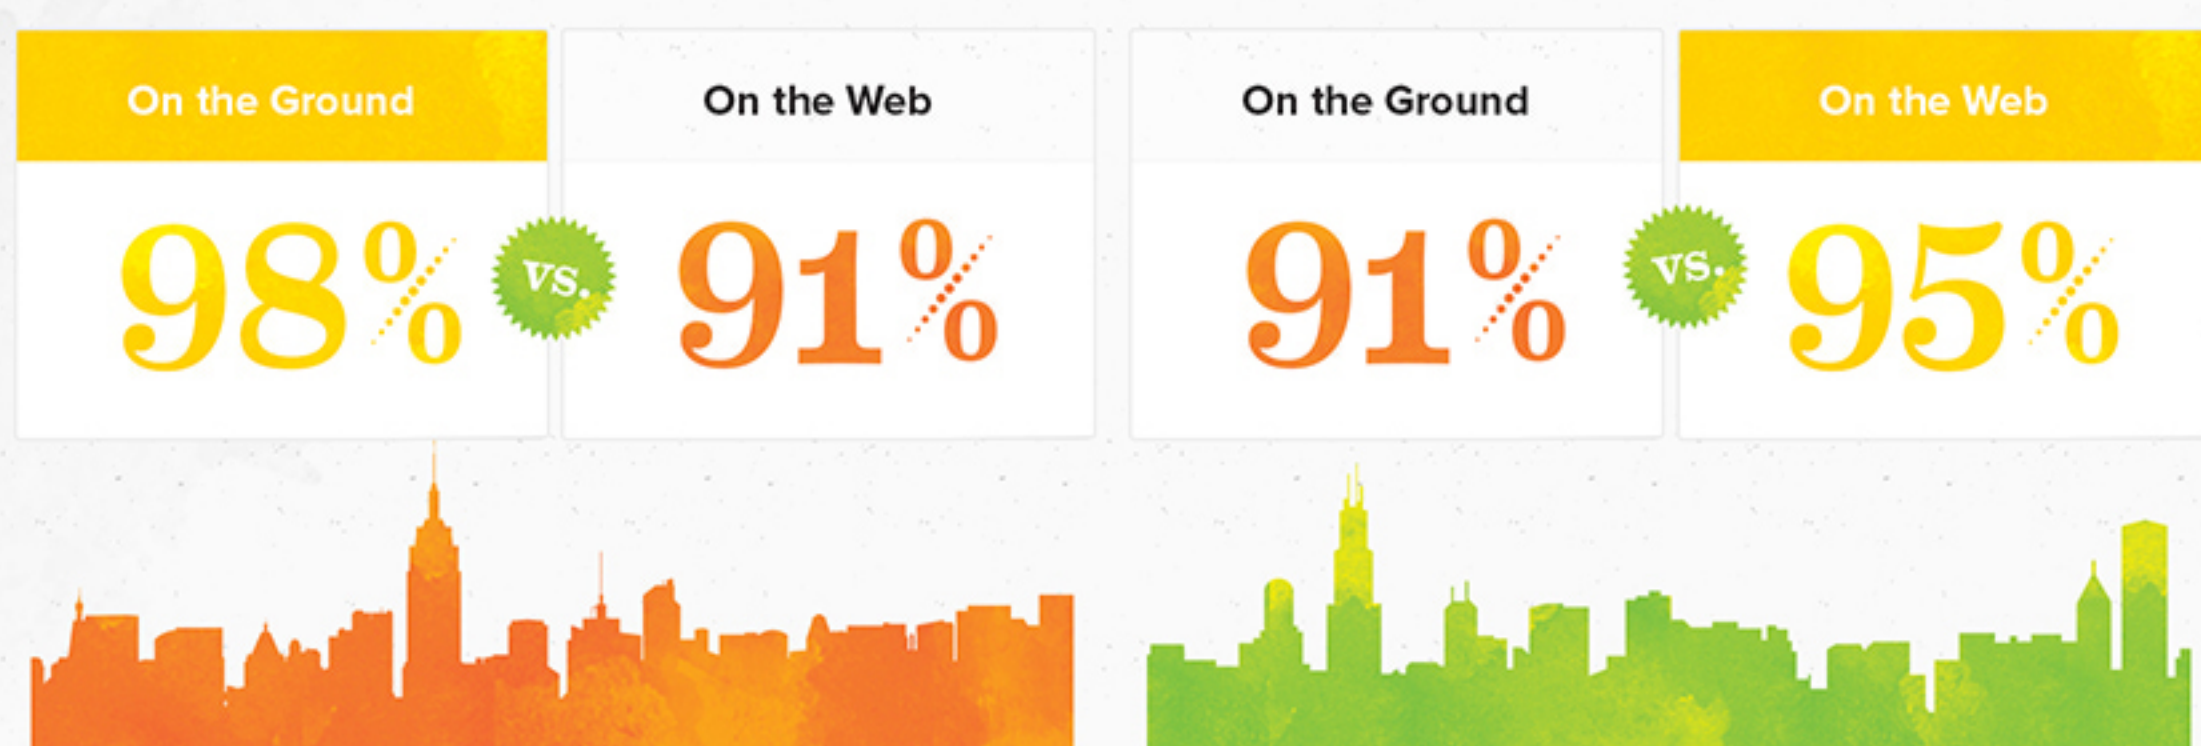 On the Ground
On the Web
On the Ground
On the Web
98%
vs.
91%
91%
vs.
95%